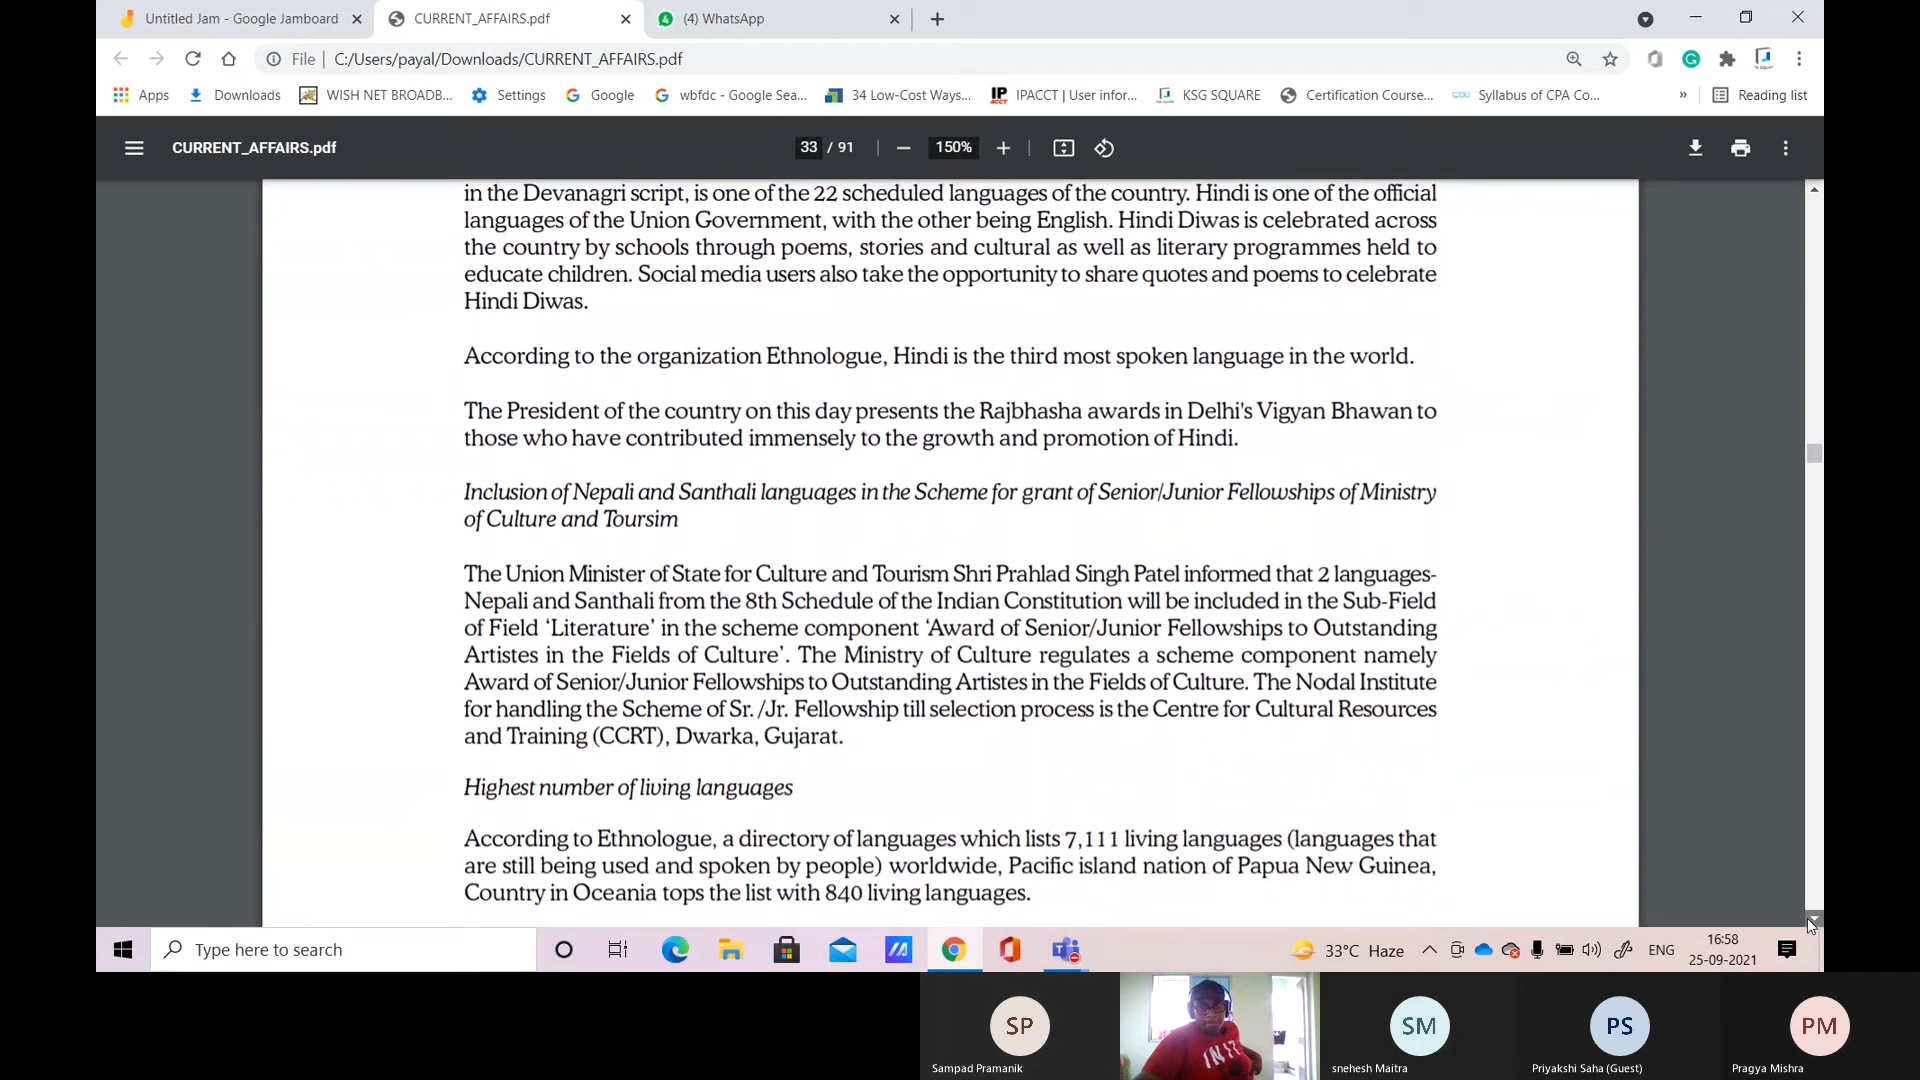 Untitled Jam - Google Jamboard
CURRENT_AFFAIRS.pdf
4
(4) WhatsApp
File
C:/Users/payal/Downloads/CURRENT_AFFAIRS.pdf
Apps
Downloads
WISH NET BROADB...
Settings
Google
wbfdc - Google Sea...
34 Low-Cost Ways...
IPACCT | User infor...
KSG SQUARE
Certification Course...
Syllabus of CPA Co...
»
Reading list
CURRENT_AFFAIRS.pdf
33 / 91
150%
in the Devanagri script, is one of the 22 scheduled languages of the country. Hindi is one of the official
languages of the Union Government, with the other being English. Hindi Diwas is celebrated across
the country by schools through poems, stories and cultural as well as literary programmes held to
educate children. Social media users also take the opportunity to share quotes and poems to celebrate
Hindi Diwas.
According to the organization Ethnologue, Hindi is the third most spoken language in the world.
The President of the country on this day presents the Rajbhasha awards in Delhi's Vigyan Bhawan to
those who have contributed immensely to the growth and promotion of Hindi.
Inclusion of Nepali and Santhali languages in the Scheme for grant of Senior/Junior Fellowships of Ministry
of Culture and Toursim
The Union Minister of State for Culture and Tourism Shri Prahlad Singh Patel informed that 2 languages-
Nepali and Santhali from the 8th Schedule of the Indian Constitution will be included in the Sub-Field
of Field ‘Literature’ in the scheme component ‘Award of Senior/Junior Fellowships to Outstanding
Artistes in the Fields of Culture’. The Ministry of Culture regulates a scheme component namely
Award of Senior/Junior Fellowships to Outstanding Artistes in the Fields of Culture. The Nodal Institute
for handling the Scheme of Sr. /Jr. Fellowship till selection process is the Centre for Cultural Resources
and Training (CCRT), Dwarka, Gujarat.
Highest number of living languages
According to Ethnologue, a directory of languages which lists 7,111 living languages (languages that
are still being used and spoken by people) worldwide, Pacific island nation of Papua New Guinea,
Country in Oceania tops the list with 840 living languages.
Type here to search
33°C Haze
ENG
16:58
25-09-2021
SP
Sampad Pramanik
INIT
SM
snehesh Maitra
PS
Priyakshi Saha (Guest)
PM
Pragya Mishra